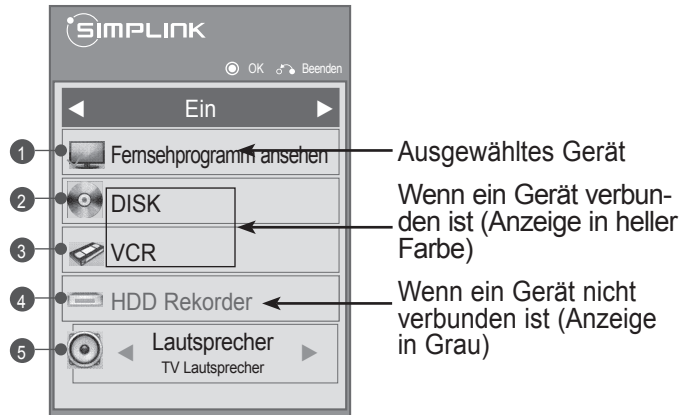 SIMPLINK
OK Beenden
Ein
1 Fernsehprogramm ansehen
Ausgewähltes Gerät
2 DISK
3 VCR
Wenn ein Gerät verbun-
den ist (Anzeige in heller
Farbe)
4 HDD Rekorder
Wenn ein Gerät nicht
verbunden ist (Anzeige
in Grau)
5 Lautsprecher
TV Lautsprecher